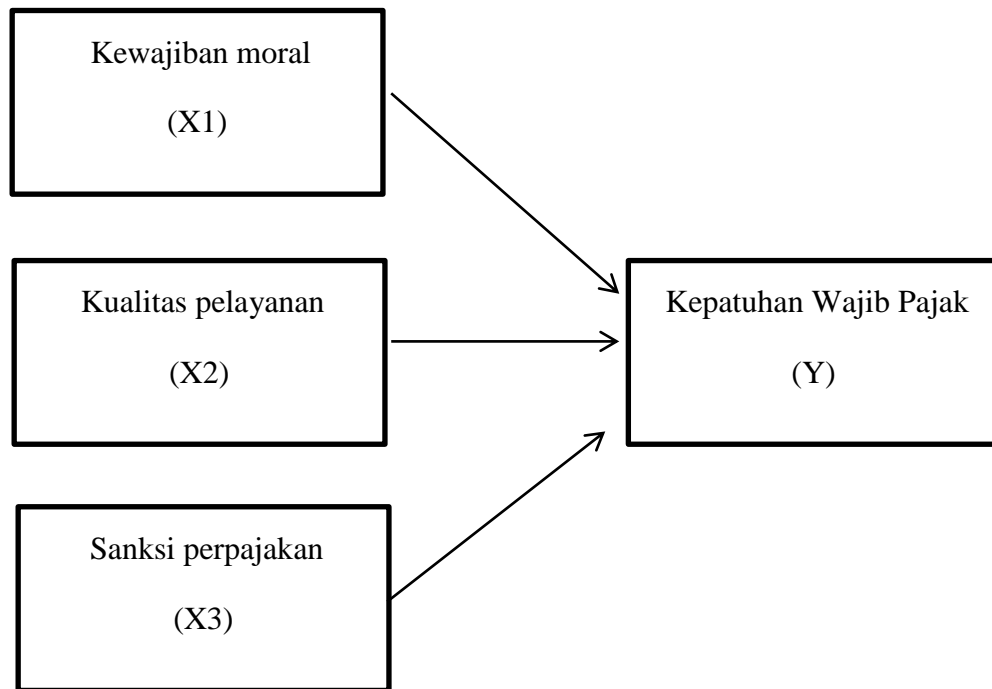 Kewajiban moral
(X1)
Kualitas pelayanan
(X2)
Kepatuhan Wajib Pajak
(Y)
Sanksi perpajakan
(X3)